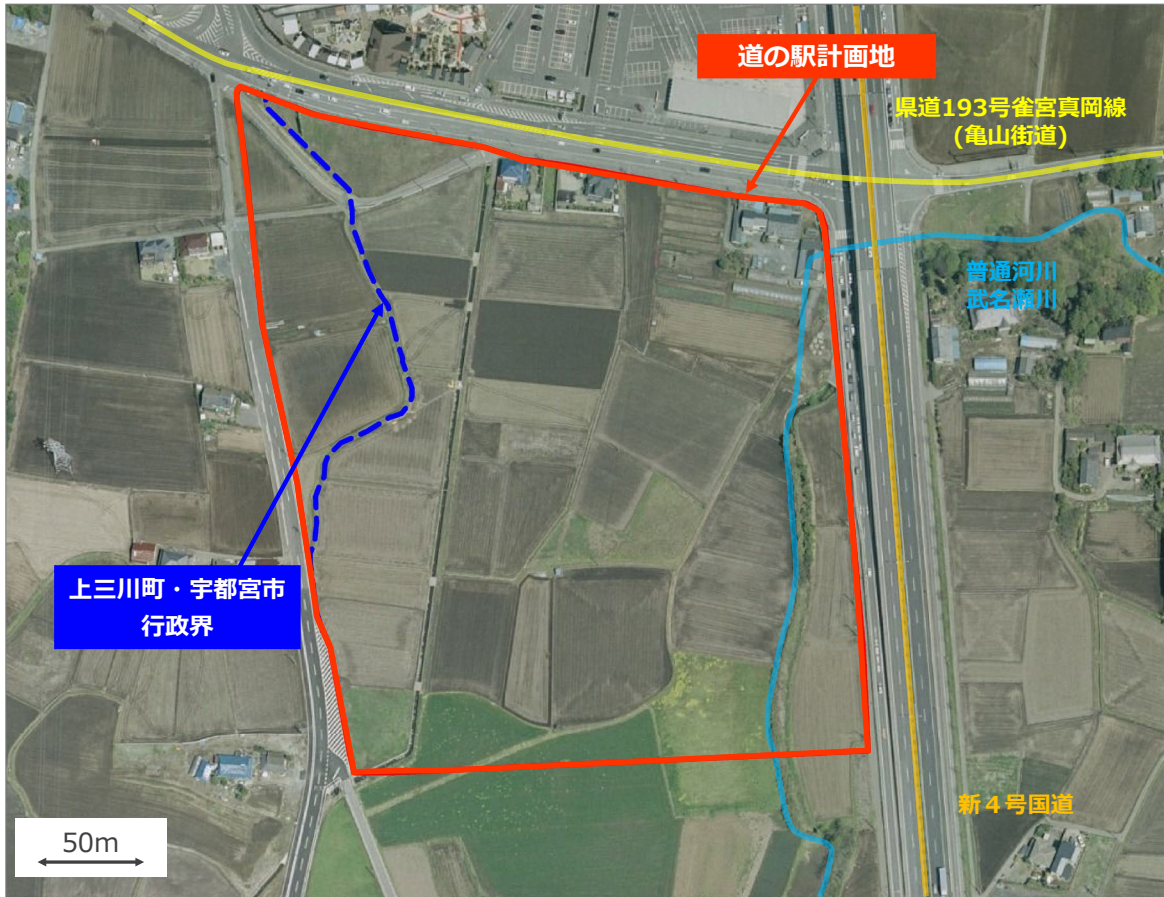 道の駅計画地
県道193号雀宮真岡線
(亀山街道)
普通河川
武名瀬川
上三川町・宇都宮市
行政界
新４号国道
50m